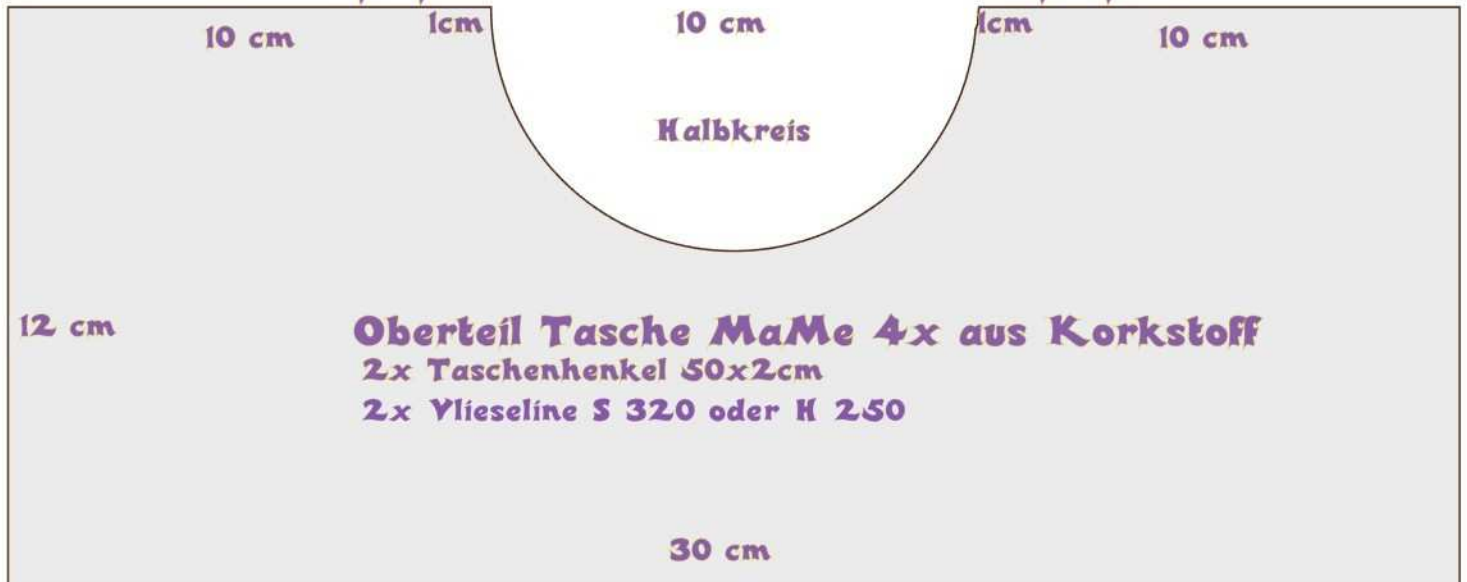 10 cm 1cm 10 cm 1cm 10 cm
Halbkreis
12 cm
Oberteil Tasche MaMe 4x aus Korkstoff
2x Taschenhenkel 50x2cm
2x Vlieseline S 320 oder H 250
30 cm